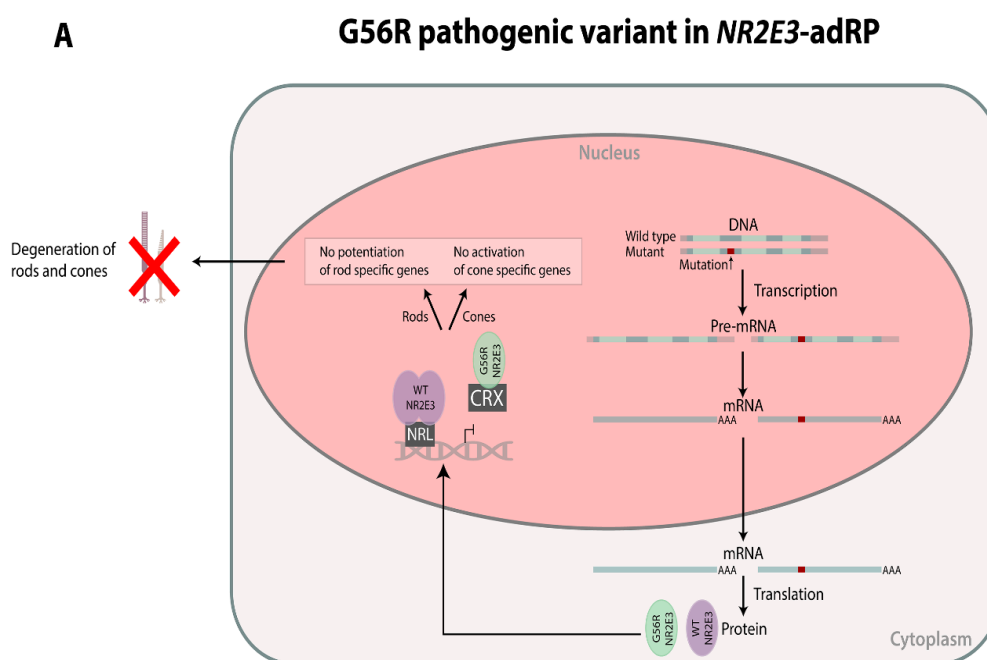 A
G56R pathogenic variant in NR2E3-adRP
Nucleus
DNA
Wild type
Mutant
Mutation↑
Transcription
Pre-mRNA
mRNA
AAA
AAA
Degeneration of
rods and cones
No potentiation
of rod specific genes
No activation
of cone specific genes
Rods
Cones
G56R
NR2E3
CRX
WT
NR2E3
NRL
mRNA
AAA
AAA
Translation
G56R
NR2E3
WT
NR2E3
Protein
Cytoplasm